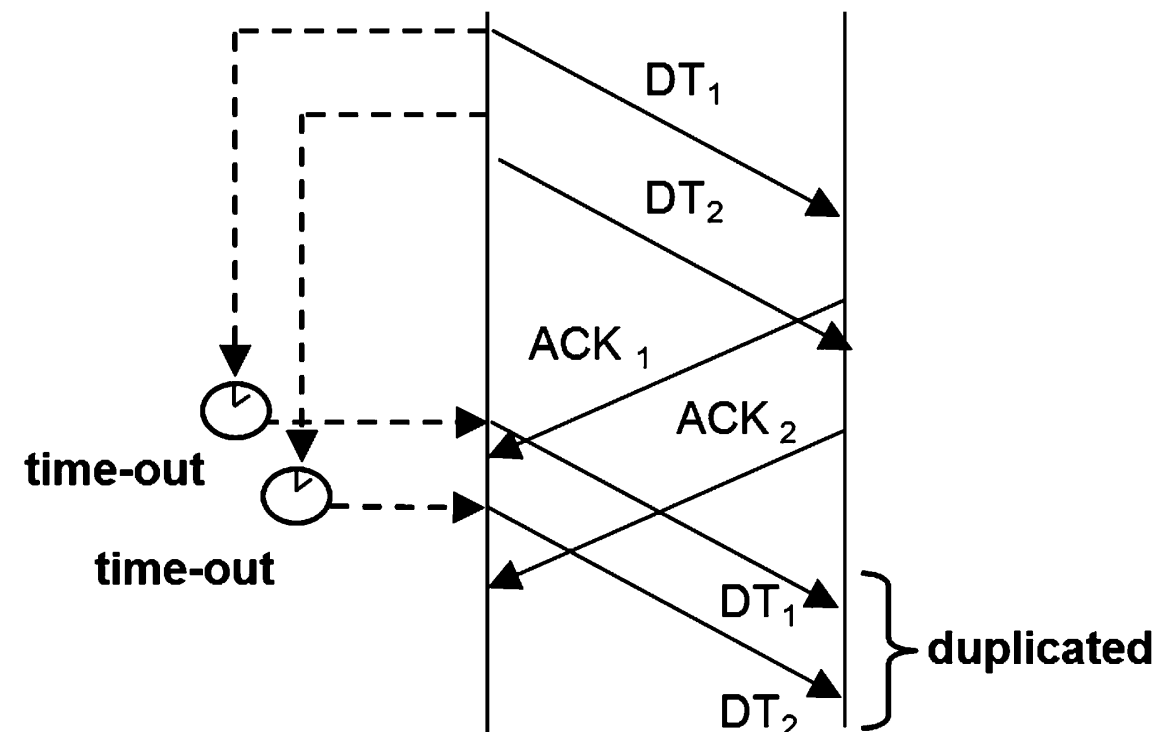 DT₁
DT₂
ACK ₁
ACK ₂
time-out
time-out
DT₁
duplicated
DT₂